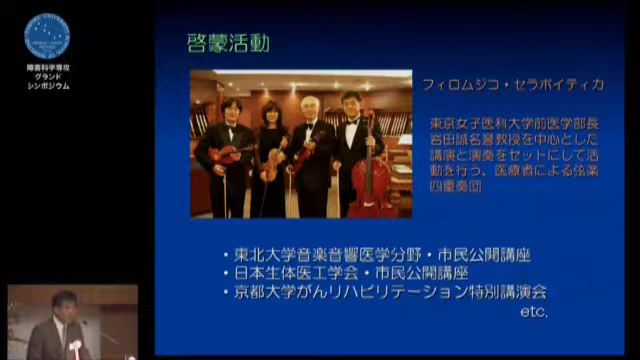 障害科学専攻
グランド
シンポジウム
啓蒙活動
フィロムジコ・セラポイティカ
東京女子医科大学前医学部長
岩田誠名誉教授を中心とした
講演と演奏をセットにして活
動を行う、医療者による弦楽
四重奏団
・東北大学音楽音響医学分野・市民公開講座
・日本生体医工学会・市民公開講座
・京都大学がんリハビリテーション特別講演会
etc.